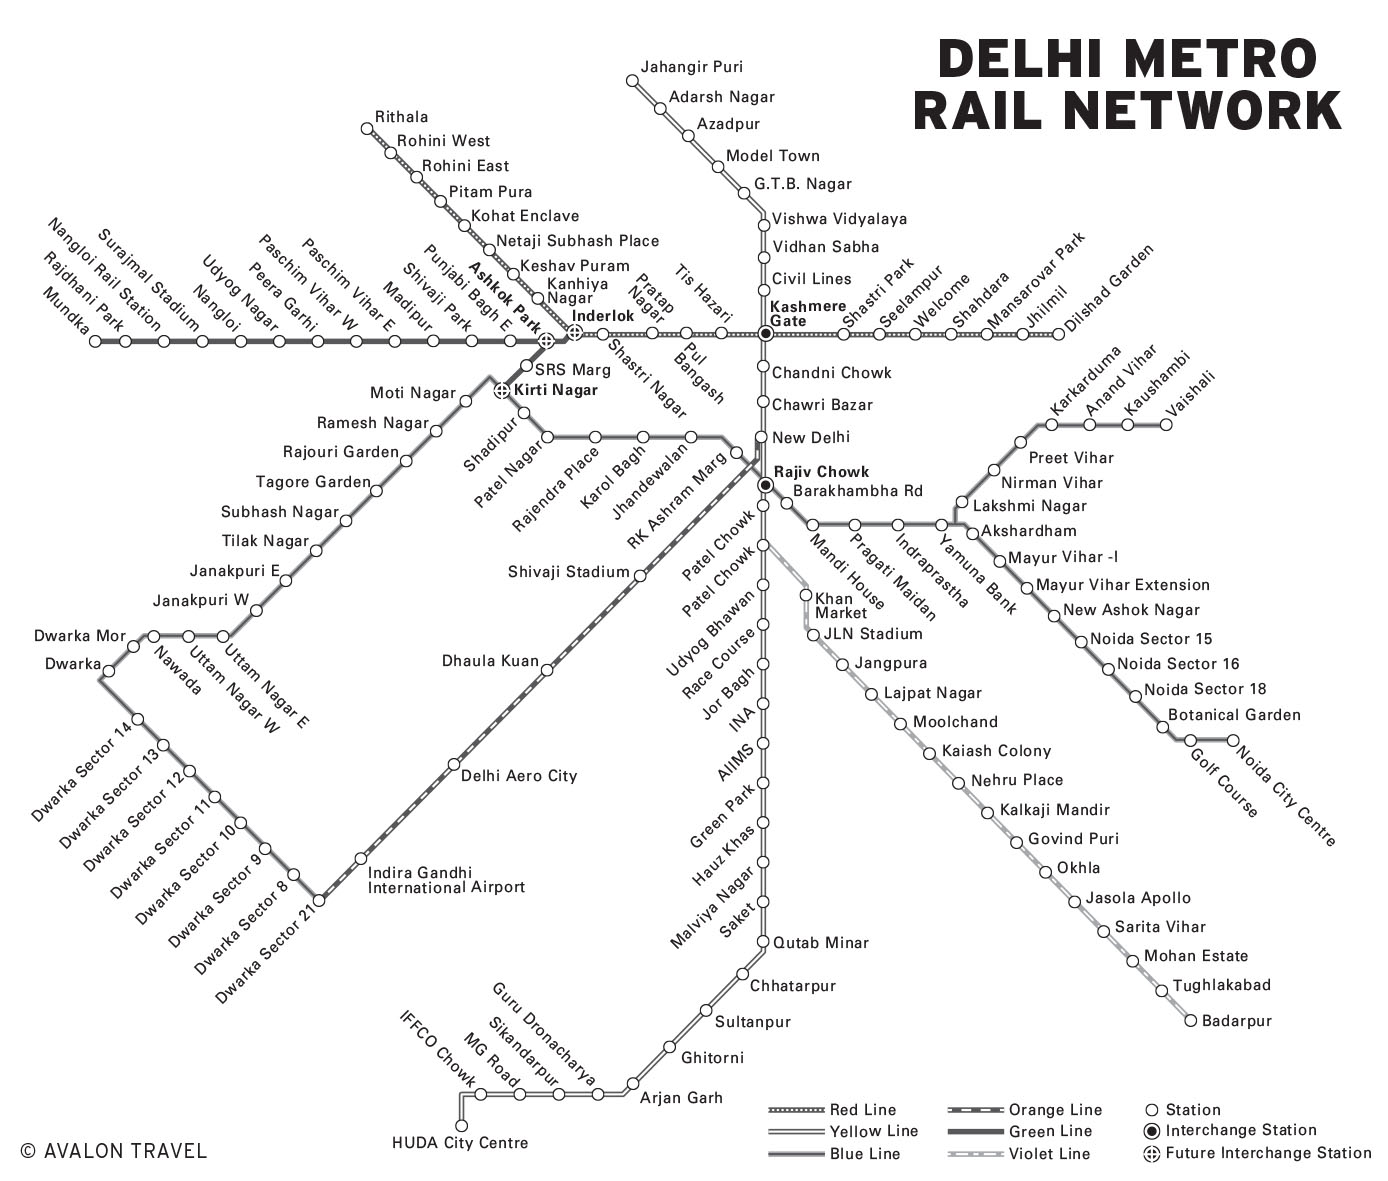 DELHI METRO
RAIL NETWORK
Jahangir Puri
Adarsh Nagar
Azadpur
Model Town
G.T.B. Nagar
Vishwa Vidyalaya
Vidhan Sabha
Civil Lines
Kashmere
Gate
Rithala
Rohini West
Rohini East
Pitam Pura
Kohat Enclave
Netaji Subhash Place
Keshav Puram
Kanhiya
Nagar
Inderlok
Mundka
Rajdhani Park
Nangloi Rail Station
Surajmal Stadium
Nangloi
Udyog Nagar
Peera Garhi
Paschim Vihar W
Paschim Vihar E
Madipur
Shivaji Park
Punjabi Bagh E
Ashkok Park
Shastri Nagar
Pratap
Nagar
Pul
Bangash
Tis Hazari
Shastri Park
Seelampur
Welcome
Shahdara
Mansarovar Park
Jhilmil
Dilshad Garden
SRS Marg
Kirti Nagar
Moti Nagar
Ramesh Nagar
Rajouri Garden
Tagore Garden
Subhash Nagar
Tilak Nagar
Janakpuri E
Janakpuri W
Uttam Nagar E
Uttam Nagar W
Nawada
Dwarka Mor
Dwarka
Dwarka Sector 14
Dwarka Sector 13
Dwarka Sector 12
Dwarka Sector 11
Dwarka Sector 10
Dwarka Sector 9
Dwarka Sector 8
Dwarka Sector 21
Shadipur
Patel Nagar
Rajendra Place
Karol Bagh
Jhandewalan
RK Ashram Marg
Chandni Chowk
Chawri Bazar
New Delhi
Rajiv Chowk
Barakhambha Rd
Mandi House
Pragati Maidan
Indraprastha
Yamuna Bank
Karkarduma
Anand Vihar
Kaushambi
Vaishali
Preet Vihar
Nirman Vihar
Lakshmi Nagar
Akshardham
Mayur Vihar -I
Mayur Vihar Extension
New Ashok Nagar
Noida Sector 15
Noida Sector 16
Noida Sector 18
Botanical Garden
Golf Course
Noida City Centre
Shivaji Stadium
Dhaula Kuan
Delhi Aero City
Indira Gandhi
International Airport
Patel Chowk
Patel Chowk
Udyog Bhawan
Race Course
Jor Bagh
INA
AIIMS
Green Park
Hauz Khas
Malviya Nagar
Saket
Qutab Minar
Chhatarpur
Sultanpur
Ghitorni
Arjan Garh
Guru Dronacharya
Sikandarpur
MG Road
IFFCO Chowk
HUDA City Centre
Khan
Market
JLN Stadium
Jangpura
Lajpat Nagar
Moolchand
Kaiash Colony
Nehru Place
Kalkaji Mandir
Govind Puri
Okhla
Jasola Apollo
Sarita Vihar
Mohan Estate
Tughlakabad
Badarpur
Red Line
Yellow Line
Blue Line
Orange Line
Green Line
Violet Line
Station
Interchange Station
Future Interchange Station
© AVALON TRAVEL